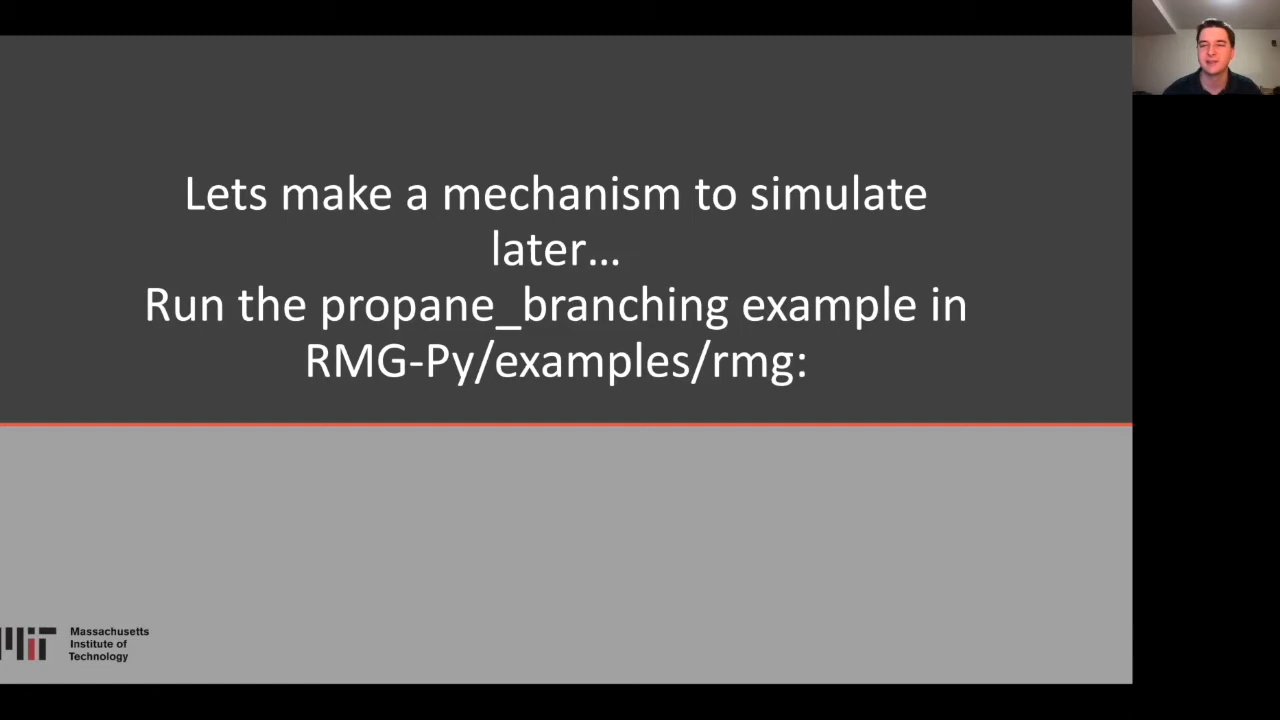 Lets make a mechanism to simulate
later...
Run the propane_branching example in
RMG-Py/examples/rmg:
MIT Massachusetts
Institute of
Technology